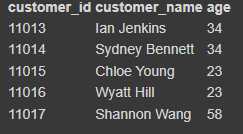 customer_id customer_name age
11013 Ian Jenkins 34
11014 Sydney Bennett 34
11015 Chloe Young 23
11016 Wyatt Hill 23
11017 Shannon Wang 58